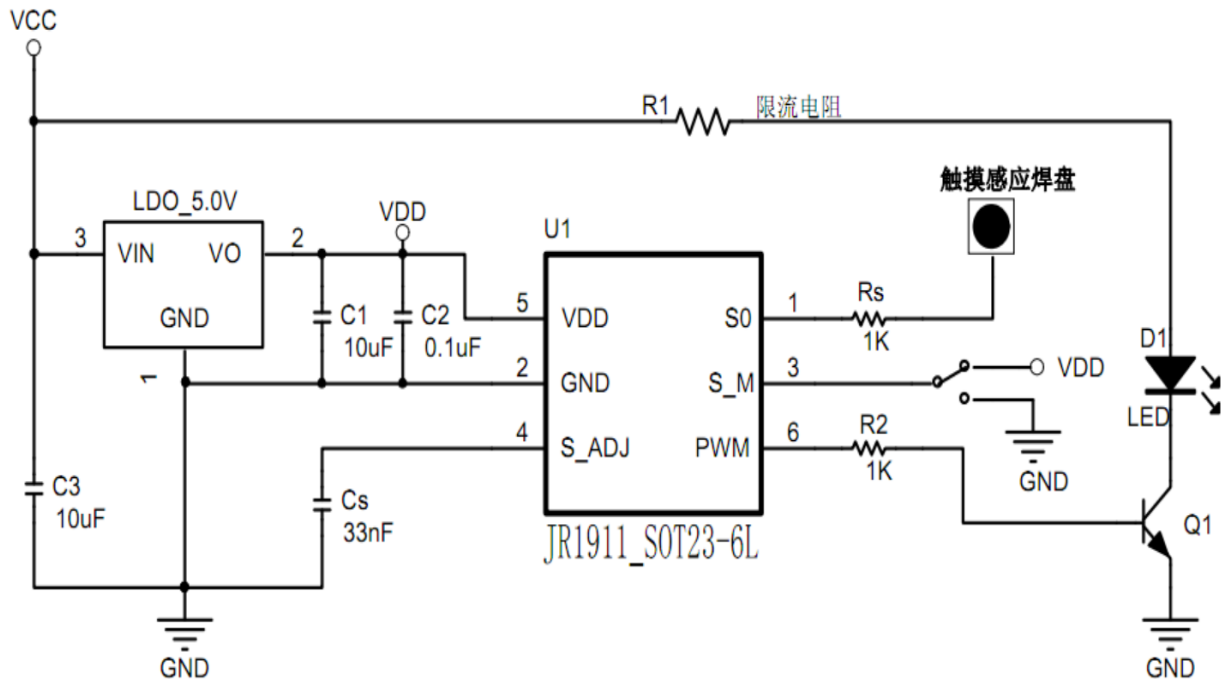 VCC
R1 限流电阻
触摸感应焊盘
LDO_5.0V
VDD
U1
3 VIN VO 2
GND
1
C1
10uF
C2
0.1uF
5 VDD S0 1
Rs
1K
2 GND S_M 3
VDD
GND
4 S_ADJ PWM 6
R2
1K
D1
LED
C3
10uF
Cs
33nF
JR1911_SOT23-6L
Q1
GND
GND